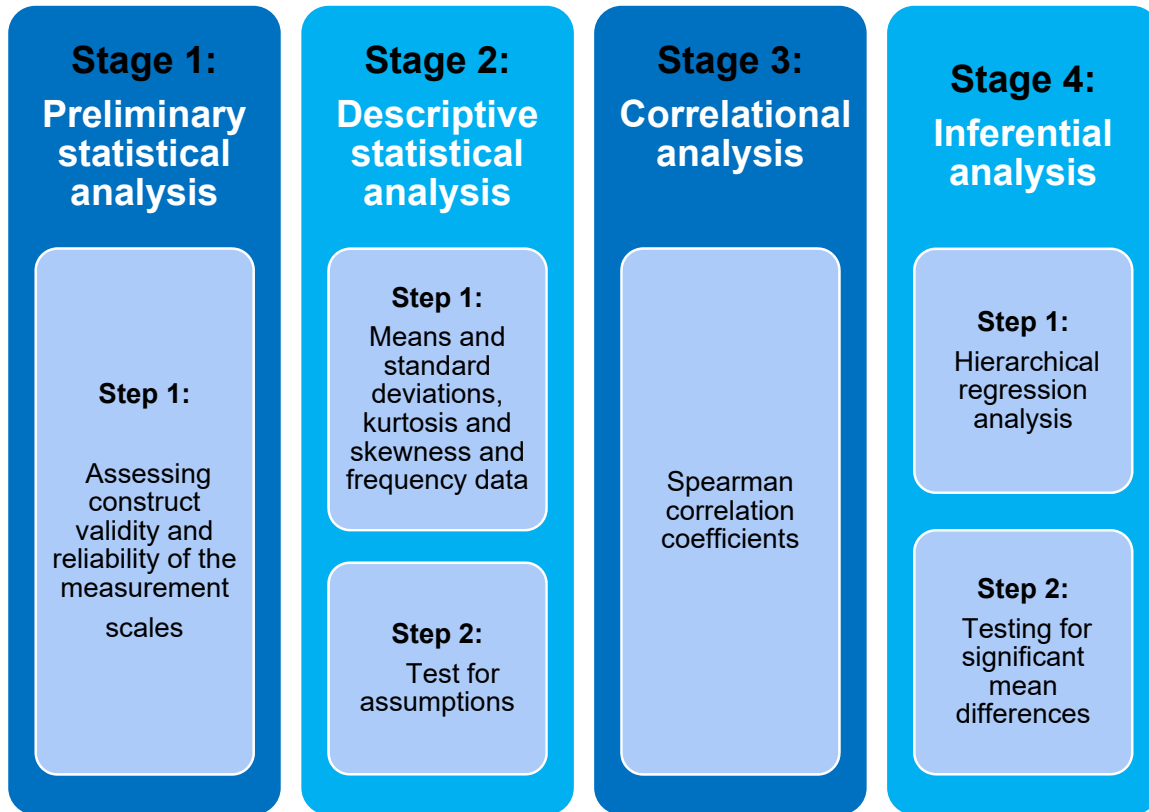 Stage 1:
Preliminary
statistical
analysis
Step 1:
Assessing
construct
validity and
reliability of the
measurement
scales
Stage 2:
Descriptive
statistical
analysis
Step 1:
Means and
standard
deviations,
kurtosis and
skewness and
frequency data
Step 2:
Test for
assumptions
Stage 3:
Correlational
analysis
Spearman
correlation
coefficients
Stage 4:
Inferential
analysis
Step 1:
Hierarchical
regression
analysis
Step 2:
Testing for
significant
mean
differences